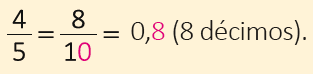 4/5 = 8/10 = 0,8 (8 décimos).